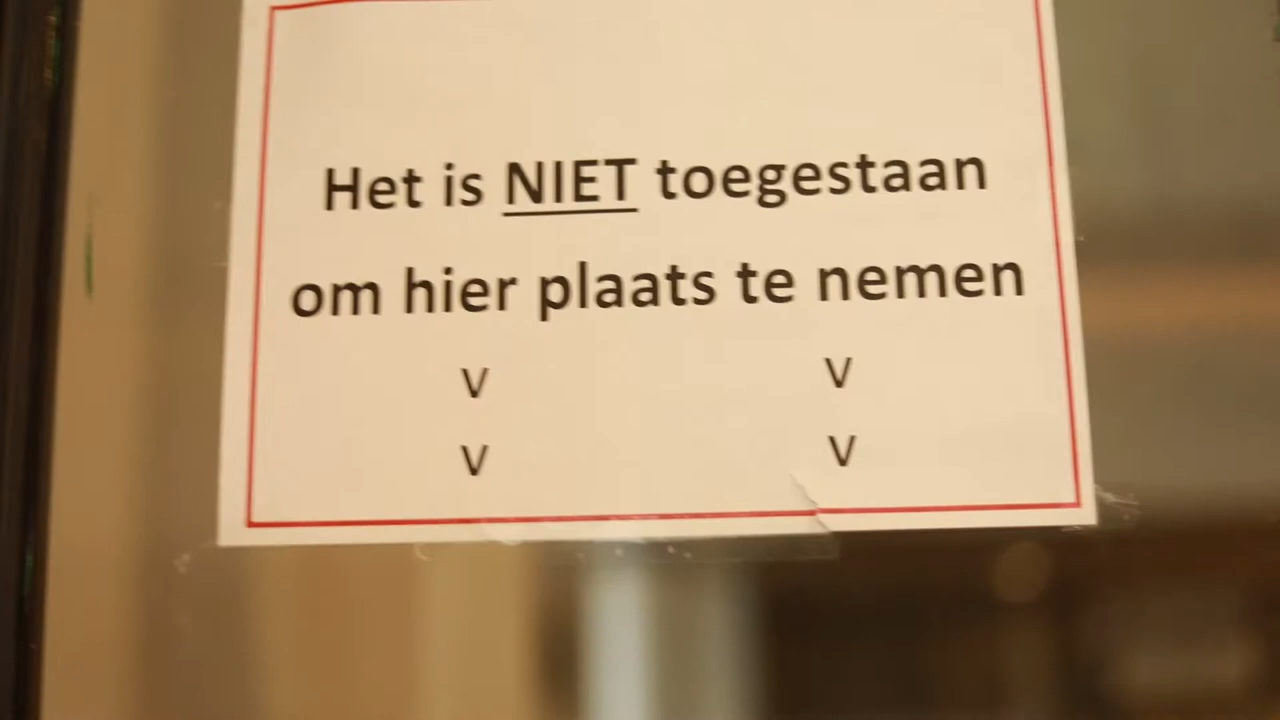 Het is NIET toegestaan
om hier plaats te nemen
v v
v v